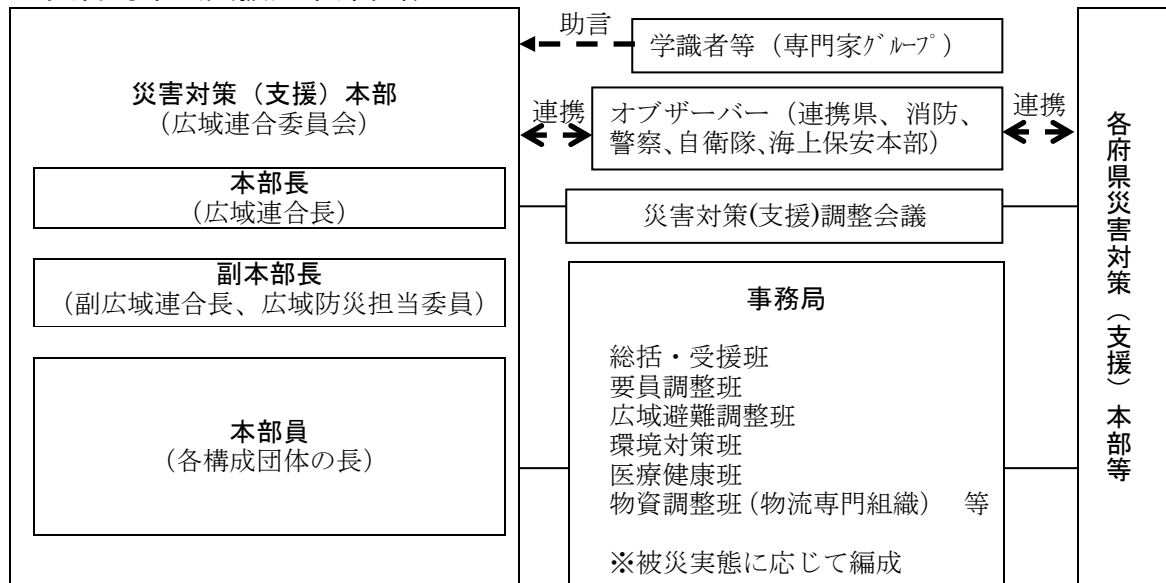 災害対策（支援）本部
（広域連合委員会）
本部長
（広域連合長）
副本部長
（副広域連合長、広域防災担当委員）
本部員
（各構成団体の長）
助言
学識者等（専門家ｸﾞﾙｰﾌﾟ）
連携
オブザーバー（連携県、消防、
警察、自衛隊、海上保安本部）
連携
災害対策(支援)調整会議
事務局
総括・受援班
要員調整班
広域避難調整班
環境対策班
医療健康班
物資調整班（物流専門組織）　等
※被災実態に応じて編成
各府県災害対策（支援）本部等